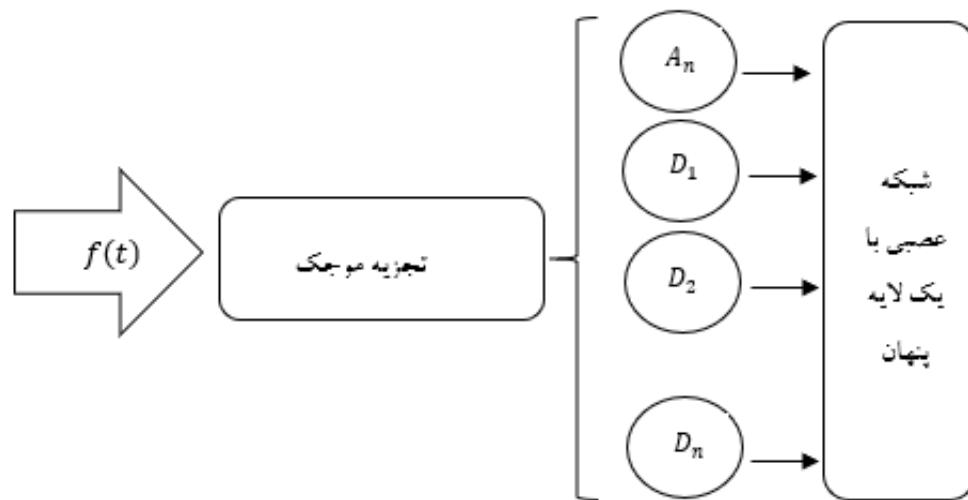 f(t)
تجزیه موجک
A_n
D_1
D_2
D_n
شبکه
عصبی با
یک لایه
پنهان